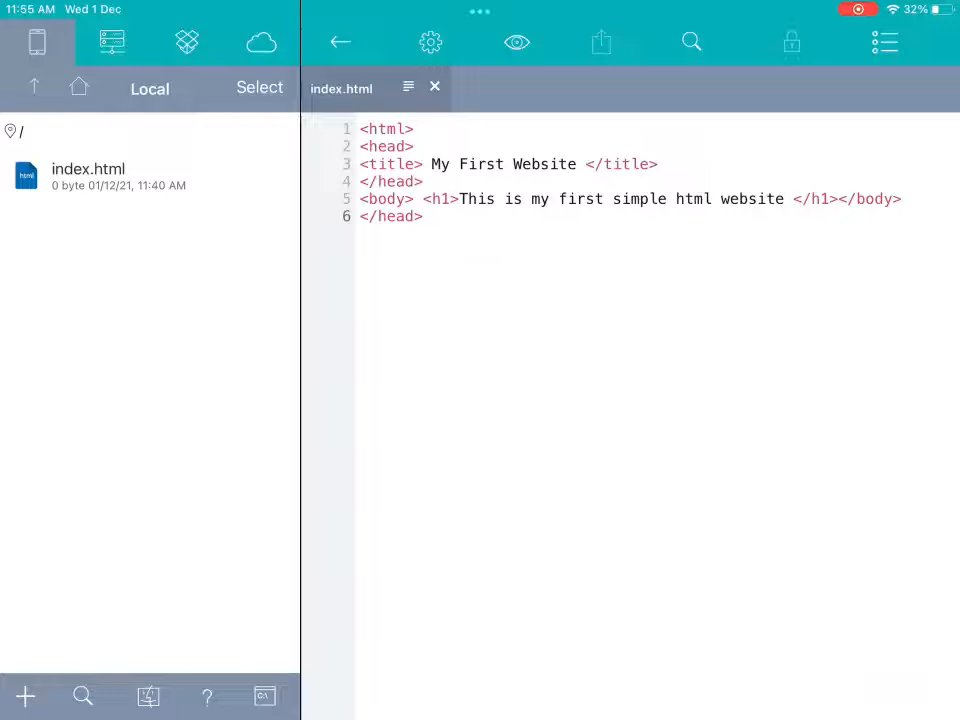 11:55 AM Wed 1 Dec
32%
Local
Select
index.html
/
html
index.html
0 byte 01/12/21, 11:40 AM
1 <html>
2 <head>
3 <title> My First Website </title>
4 </head>
5 <body> <h1>This is my first simple html website </h1></body>
6 </head>
?
C:\